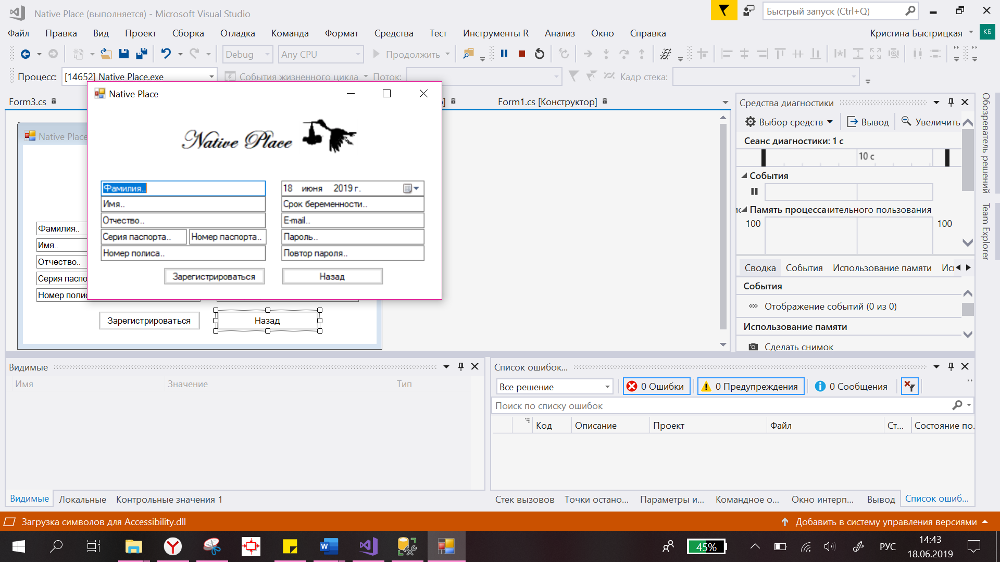 Native Place (выполняется) - Microsoft Visual Studio
Быстрый запуск (Ctrl+Q)
Файл Правка Вид Проект Сборка Отладка Команда Формат Средства Тест Инструменты R Анализ Окно Справка
Кристина Быстрицкая КБ
Debug Any CPU Продолжить
Процесс: [14652] Native Place.exe События жизненного цикла Поток: Кадр стека:
Form3.cs
Form1.cs [Конструктор]
Native Place
Native Place
Фамилия..
Имя..
Отчество..
Серия паспорта.. Номер паспорта..
Номер полиса..
18 июня 2019 г.
Срок беременности..
E-mail..
Пароль..
Повтор пароля..
Зарегистрироваться Назад
Native Place
Фамилия..
Имя..
Отчество..
Серия паспо
Номер поли
Зарегистрироваться Назад
Средства диагностики
Выбор средств Вывод Увеличить
Сеанс диагностики: 1 с
10 с
События
Память процесса чительного пользования
100 100
Сводка События Использование памяти Исі
События
Отображение событий (0 из 0)
Использование памяти
Сделать снимок
Обозреватель решений
Team Explorer
Видимые
Имя Значение Тип
Видимые Локальные Контрольные значения 1
Список ошибок...
Все решение 0 Ошибки 0 Предупреждения 0 Сообщения
Поиск по списку ошибок
Код Описание Проект Файл Ст... Состояние по.
Стек вызовов Точки остано... Параметры и... Командное о... Окно интерп... Вывод Список ошиб...
Загрузка символов для Accessibility.dll
Добавить в систему управления версиями
45% РУС 14:43
18.06.2019